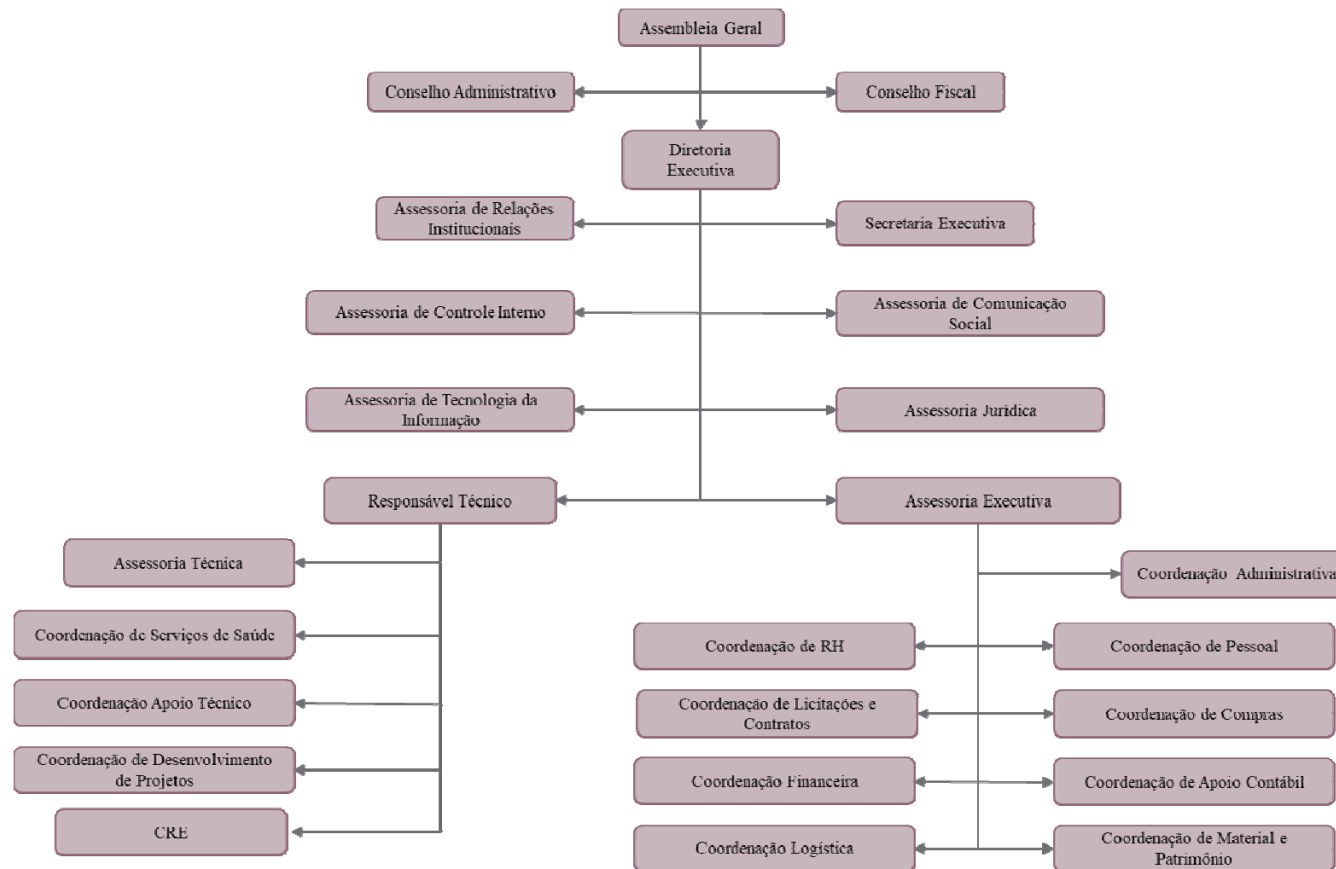 Assembleia Geral
Conselho Administrativo
Conselho Fiscal
Diretoria
Executiva
Assessoria de Relações
Institucionais
Secretaria Executiva
Assessoria de Controle Interno
Assessoria de Comunicação
Social
Assessoria de Tecnologia da
Informação
Assessoria Jurídica
Responsável Técnico
Assessoria Executiva
Assessoria Técnica
Coordenação Administrativa
Coordenação de Serviços de Saúde
Coordenação de RH
Coordenação de Pessoal
Coordenação Apoio Técnico
Coordenação de Licitações e
Contratos
Coordenação de Compras
Coordenação de Desenvolvimento
de Projetos
Coordenação Financeira
Coordenação de Apoio Contábil
CRE
Coordenação Logística
Coordenação de Material e
Patrimônio